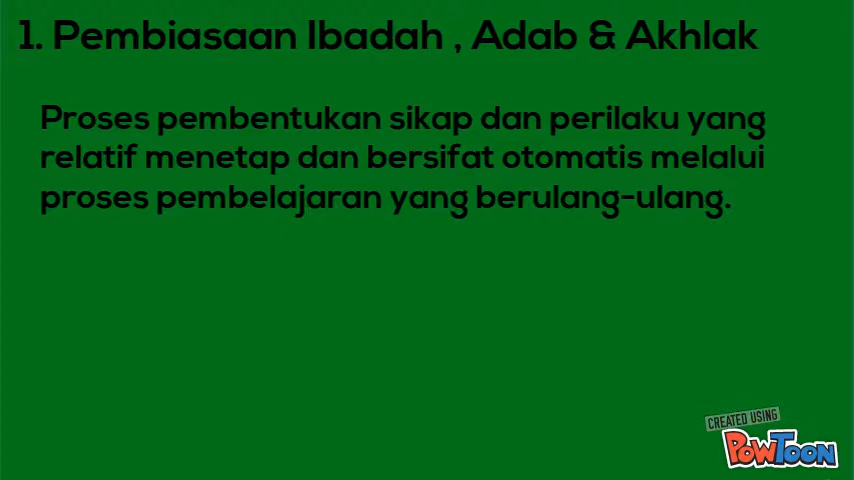 1. Pembiasaan Ibadah , Adab & Akhlak
Proses pembentukan sikap dan perilaku yang
relatif menetap dan bersifat otomatis melalui
proses pembelajaran yang berulang-ulang.
CREATED USING
POWTOON